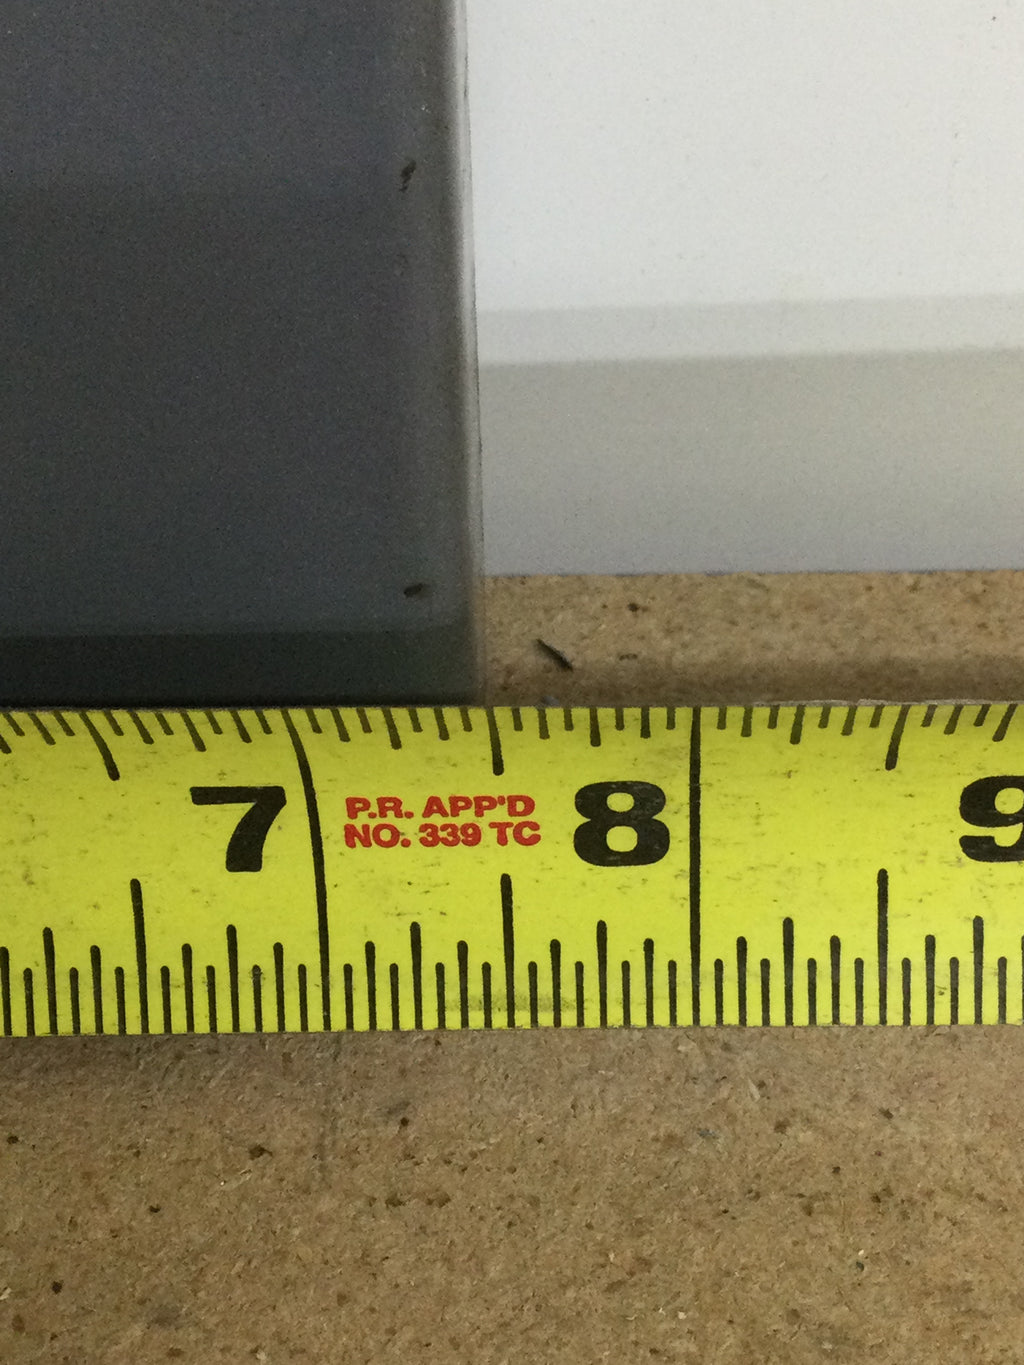 7 8 9
P.R. APP'D
NO. 339 TC